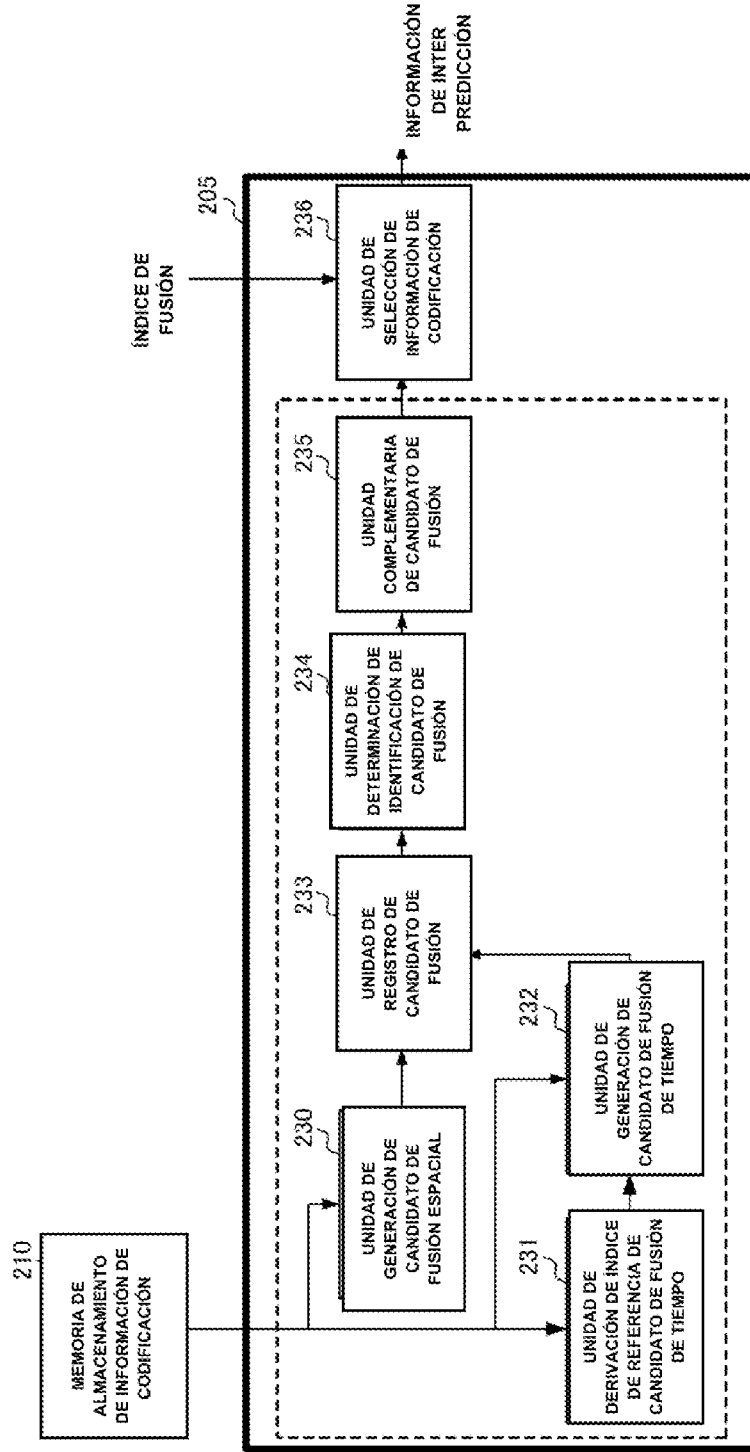 210
MEMORIA DE
ALMACENAMIENTO
DE INFORMACIÓN DE
CODIFICACIÓN
230
UNIDAD DE
GENERACIÓN DE
CANDIDATO DE
FUSIÓN ESPACIAL
231
UNIDAD DE
DERIVACIÓN DE ÍNDICE
DE REFERENCIA DE
CANDIDATO DE FUSIÓN
DE TIEMPO
232
UNIDAD DE
GENERACIÓN DE
CANDIDATO DE FUSIÓN
DE TIEMPO
233
UNIDAD DE
REGISTRO DE
CANDIDATO DE
FUSIÓN
234
UNIDAD DE
DETERMINACIÓN DE
IDENTIFICACIÓN DE
CANDIDATO DE
FUSIÓN
235
UNIDAD
COMPLEMENTARIA
DE CANDIDATO DE
FUSIÓN
ÍNDICE DE
FUSIÓN
205
236
UNIDAD DE
SELECCIÓN DE
INFORMACIÓN DE
CODIFICACIÓN
INFORMACIÓN
DE INTER
PREDICCIÓN